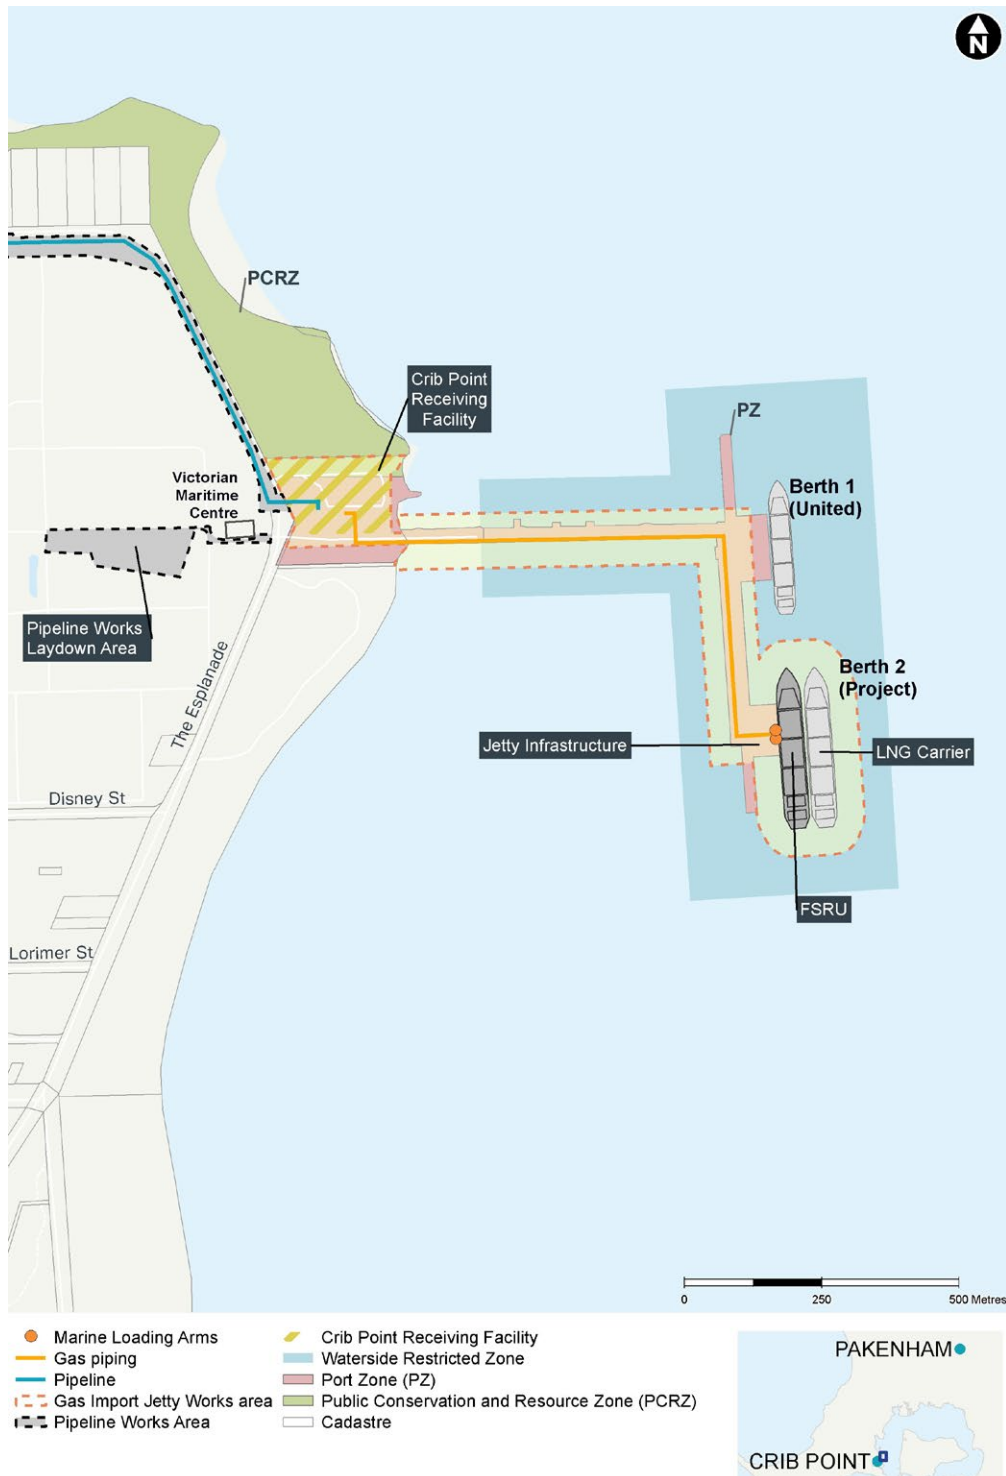 N
PCRZ
Crib Point
Receiving
Facility
PZ
Victorian
Maritime
Centre
Berth 1
(United)
Pipeline Works
Laydown Area
The Esplanade
Berth 2
(Project)
Jetty Infrastructure
LNG Carrier
Disney St
FSRU
Lorimer St
0 250 500 Metres
Marine Loading Arms
Gas piping
Pipeline
Gas Import Jetty Works area
Pipeline Works Area
Crib Point Receiving Facility
Waterside Restricted Zone
Port Zone (PZ)
Public Conservation and Resource Zone (PCRZ)
Cadastre
PAKENHAM
CRIB POINT